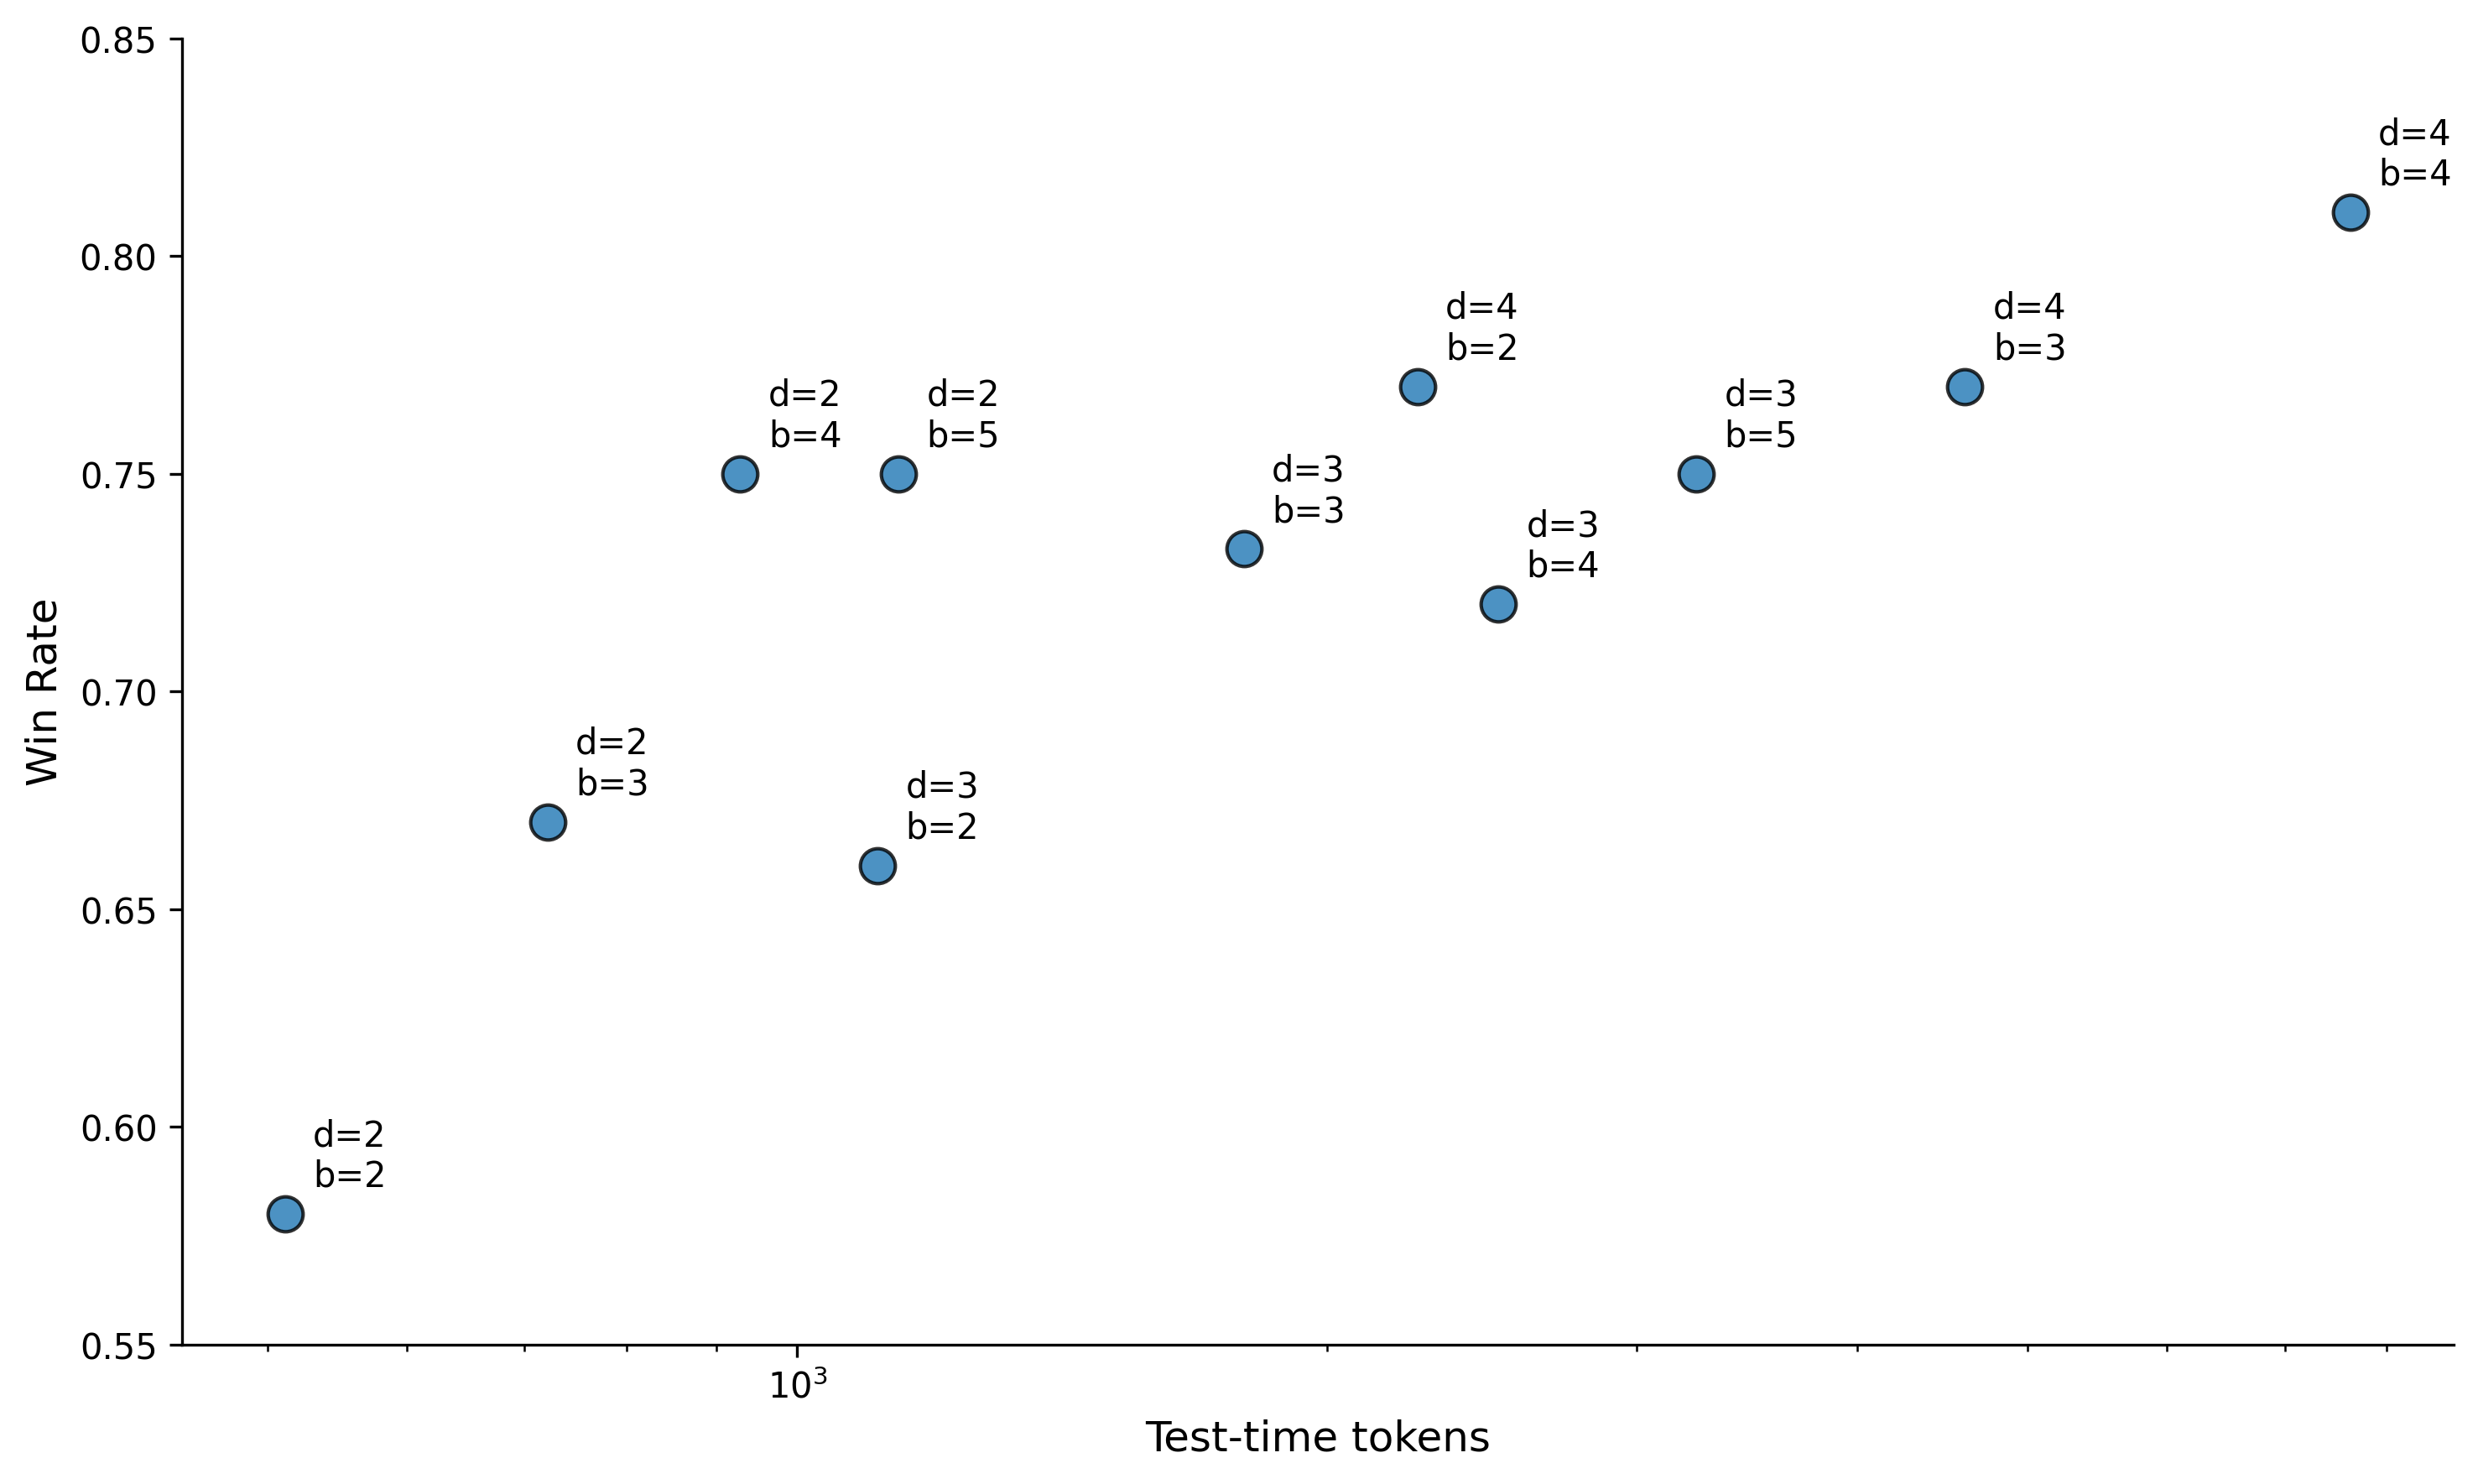 0.85
0.80
0.75
0.70
0.65
0.60
0.55
Win Rate
d=4
b=4
d=4
b=2
d=4
b=3
d=2
b=4
d=2
b=5
d=3
b=5
d=3
b=3
d=3
b=4
d=2
b=3
d=3
b=2
d=2
b=2
10³
Test-time tokens